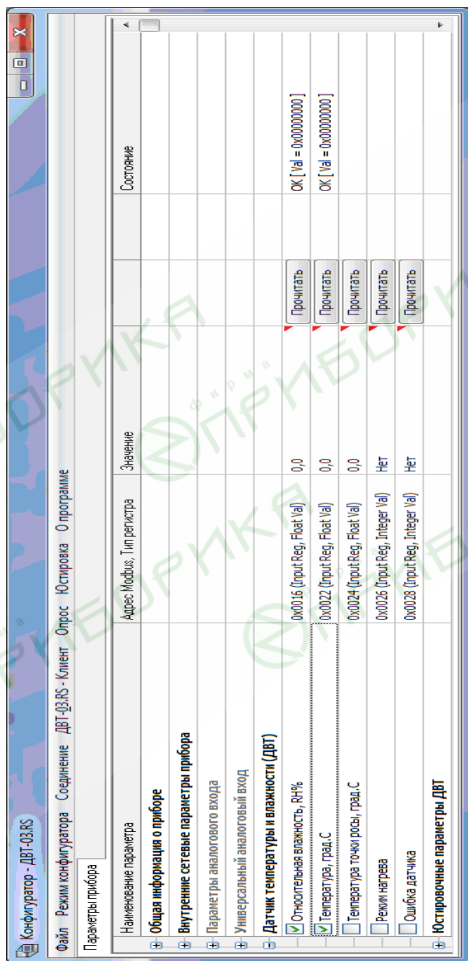 Конфигуратор - ДВТ-03.RS
Файл Режим конфигуратора Соединение ДВТ-03.RS - Клиент Опрос Юстировка О программе
Параметры прибора
Наименование параметра Адрес Modbus, Тип регистра Значение Состояние
Общая информация о приборе
Внутренние сетевые параметры прибора
Параметры аналогового входа
Универсальный аналоговый вход
Датчик температуры и влажности (ДВТ)
Относительная влажность, RH% 0x0016 (Input Reg, Float Val) 0,0 Прочитать OK [ Val = 0x00000000 ]
Температура, град.C 0x0022 (Input Reg, Float Val) 0,0 Прочитать OK [ Val = 0x00000000 ]
Температура точки росы, град.C 0x0024 (Input Reg, Float Val) 0,0 Прочитать
Режим нагрева 0x0026 (Input Reg, Integer Val) Нет Прочитать
Ошибка датчика 0x0028 (Input Reg, Integer Val) Нет Прочитать
Юстировочные параметры ДВТ
фирма
ПРИБОРИКА